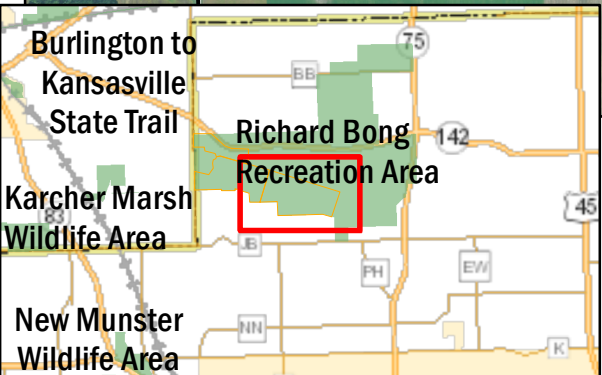 Burlington to
Kansasville
State Trail
75
BB
Richard Bong
Recreation Area
142
Karcher Marsh
Wildlife Area
83
45
JB
PH
EW
New Munster
Wildlife Area
NN
K